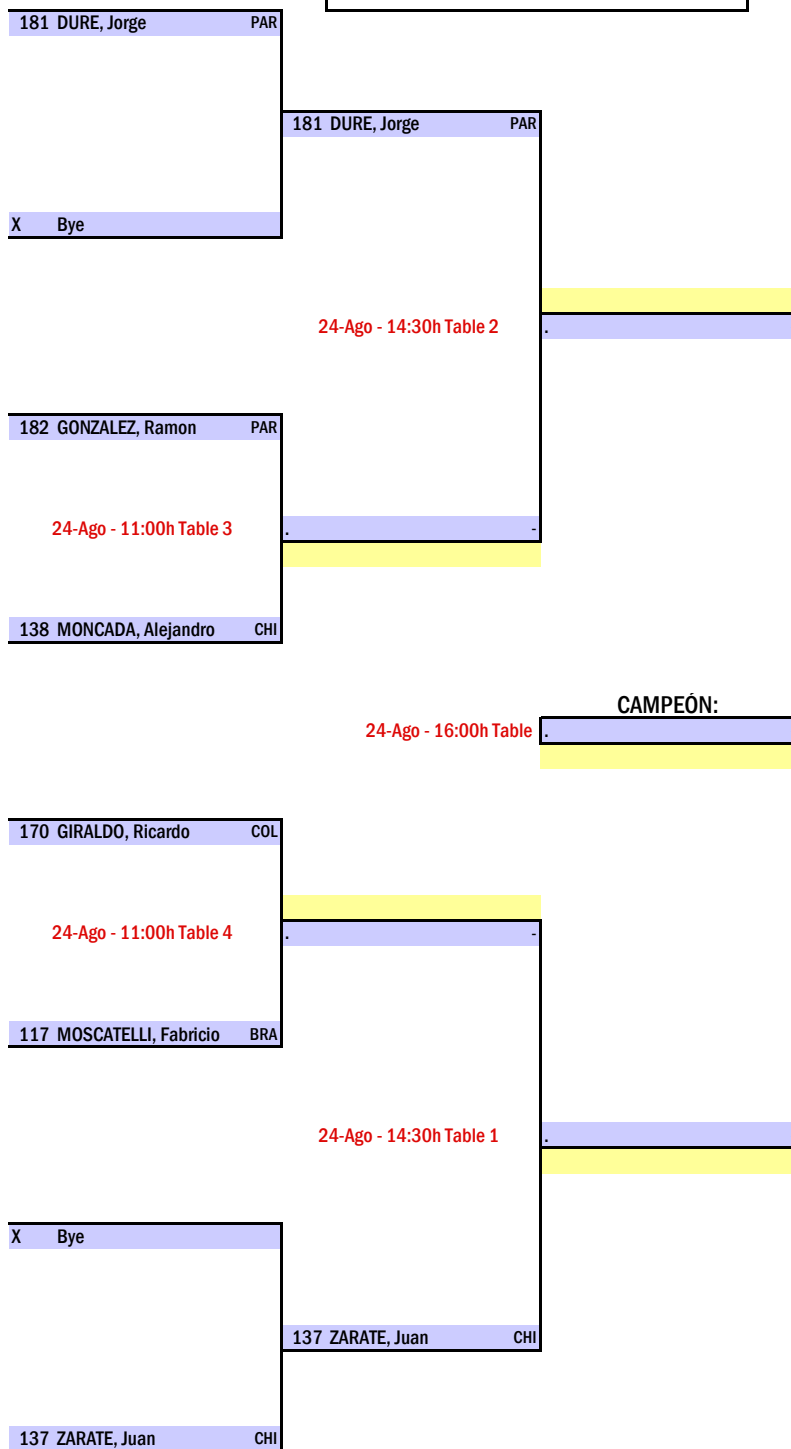 181 DURE, Jorge PAR
181 DURE, Jorge PAR
X Bye
24-Ago - 14:30h Table 2
.
182 GONZALEZ, Ramon PAR
24-Ago - 11:00h Table 3
. -
138 MONCADA, Alejandro CHI
CAMPEÓN:
24-Ago - 16:00h Table .
170 GIRALDO, Ricardo COL
24-Ago - 11:00h Table 4
. -
117 MOSCATELLI, Fabricio BRA
24-Ago - 14:30h Table 1
.
X Bye
137 ZARATE, Juan CHI
137 ZARATE, Juan CHI